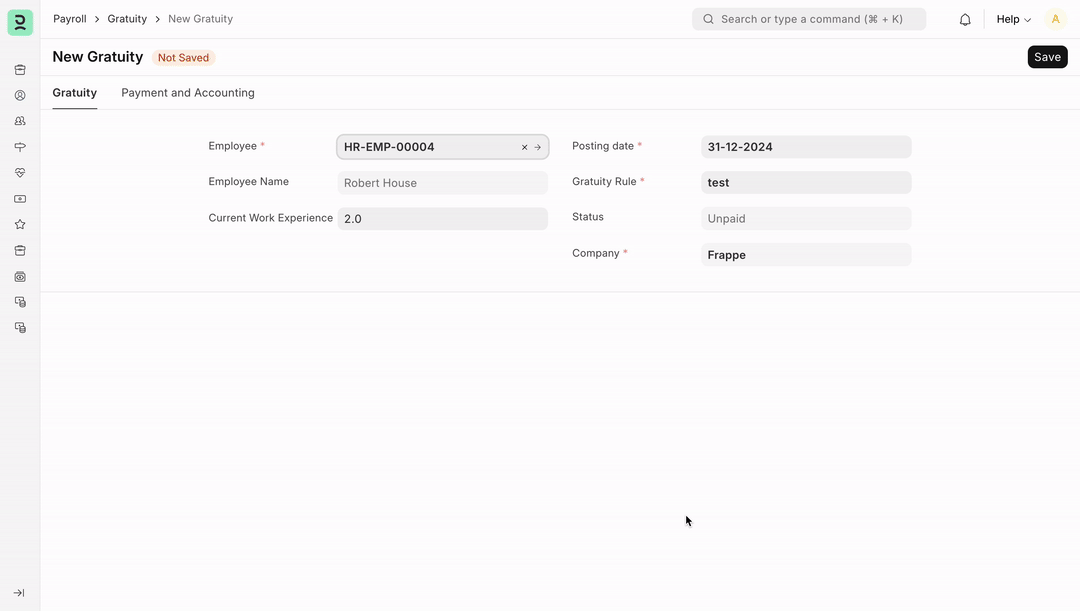 Payroll > Gratuity > New Gratuity
Search or type a command (⌘ + K)
Help
A
New Gratuity
Not Saved
Save
Gratuity
Payment and Accounting
Employee *
HR-EMP-00004
Employee Name
Robert House
Current Work Experience
2.0
Posting date *
31-12-2024
Gratuity Rule *
test
Status
Unpaid
Company *
Frappe